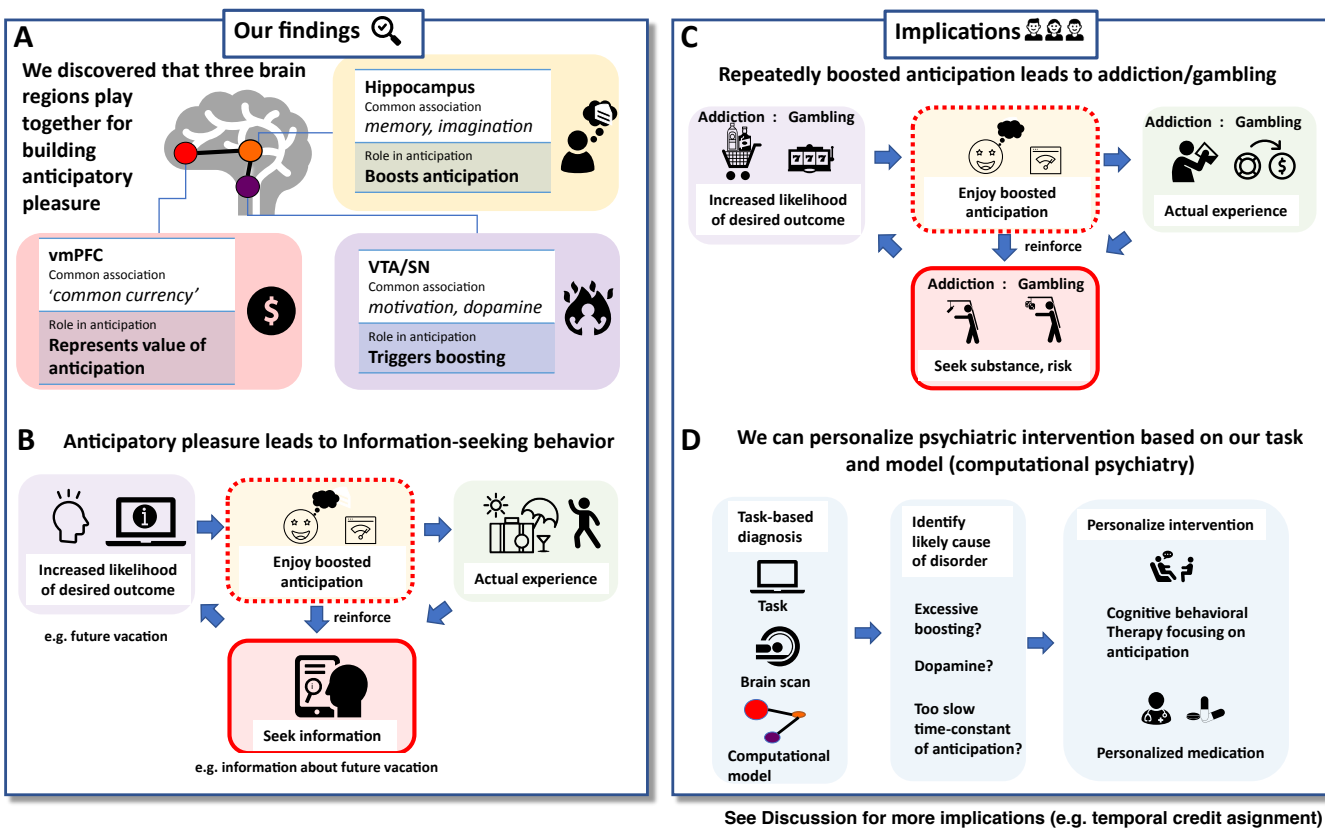 A
Our findings
We discovered that three brain
regions play
together for
building
anticipatory
pleasure
Hippocampus
Common association
memory, imagination
Role in anticipation
Boosts anticipation
vmPFC
Common association
‘common currency’
Role in anticipation
Represents value of
anticipation
$
VTA/SN
Common association
motivation, dopamine
Role in anticipation
Triggers boosting
B
Anticipatory pleasure leads to Information-seeking behavior
i
Increased likelihood
of desired outcome
e.g. future vacation
Enjoy boosted
anticipation
Actual experience
reinforce
i
Seek information
e.g. information about future vacation
C
Implications
Repeatedly boosted anticipation leads to addiction/gambling
Addiction : Gambling
7 7 7
Increased likelihood
of desired outcome
Enjoy boosted
anticipation
Addiction : Gambling
$
Actual experience
reinforce
Addiction : Gambling
Seek substance, risk
D
We can personalize psychiatric intervention based on our task
and model (computational psychiatry)
Task-based
diagnosis
Task
Brain scan
Computational
model
Identify
likely cause
of disorder
Excessive
boosting?
Dopamine?
Too slow
time-constant
of anticipation?
Personalize intervention
Cognitive behavioral
Therapy focusing on
anticipation
Personalized medication
See Discussion for more implications (e.g. temporal credit asignment)